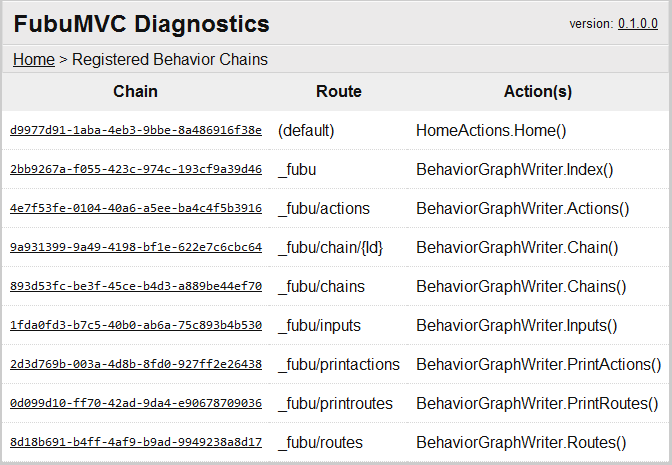 FubuMVC Diagnostics version: 0.1.0.0
Home > Registered Behavior Chains
Chain Route Action(s)
d9977d91-1aba-4eb3-9bbe-8a486916f38e (default) HomeActions.Home()
2bb9267a-f055-423c-974c-193cf9a39d46 _fubu BehaviorGraphWriter.Index()
4e7f53fe-0104-40a6-a5ee-ba4c4f5b3916 _fubu/actions BehaviorGraphWriter.Actions()
9a931399-9a49-4198-bf1e-622e7c6cbc64 _fubu/chain/{Id} BehaviorGraphWriter.Chain()
893d53fc-be3f-45ce-b4d3-a889be44ef70 _fubu/chains BehaviorGraphWriter.Chains()
1fda0fd3-b7c5-40b0-ab6a-75c893b4b530 _fubu/inputs BehaviorGraphWriter.Inputs()
2d3d769b-003a-4d8b-8fd0-927ff2e26438 _fubu/printactions BehaviorGraphWriter.PrintActions()
0d099d10-ff70-42ad-9da4-e90678709036 _fubu/printroutes BehaviorGraphWriter.PrintRoutes()
8d18b691-b4ff-4af9-b9ad-9949238a8d17 _fubu/routes BehaviorGraphWriter.Routes()